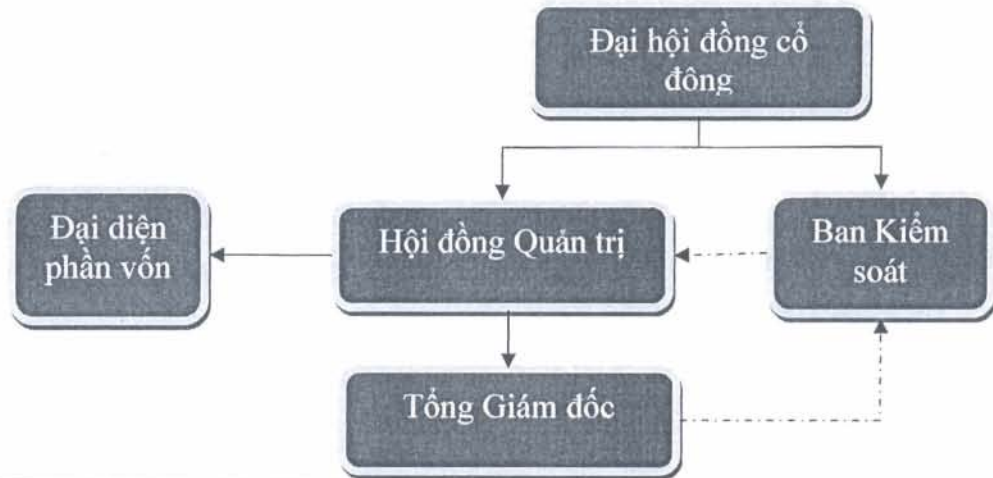 Đại hội đồng cổ
đông
Đại diện
phần vốn
Hội đồng Quản trị
Ban Kiểm
soát
Tổng Giám đốc